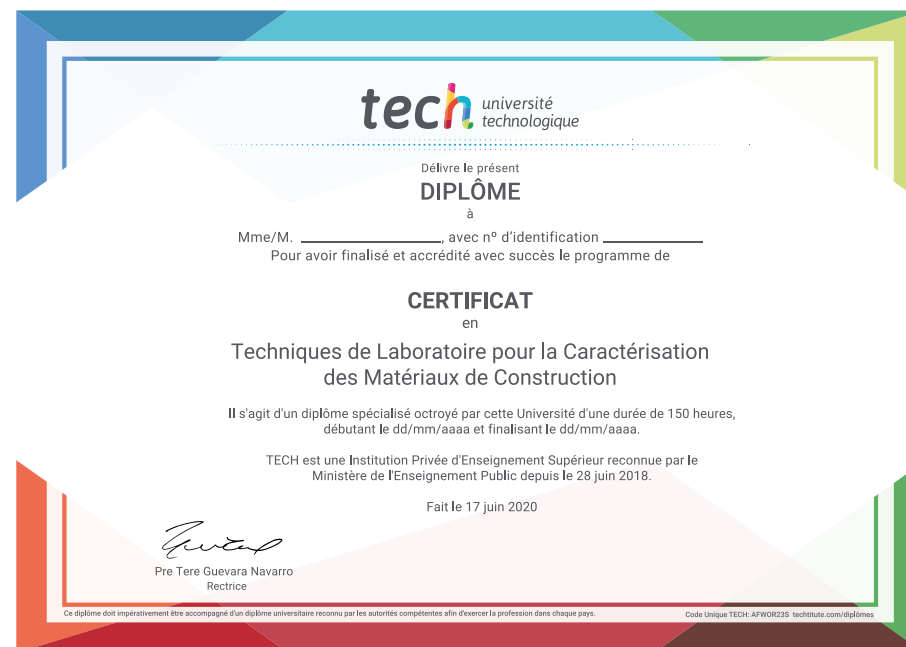 tech université
technologique
Délivre le présent
DIPLÔME
à
Mme/M. ____________________, avec nº d'identification ______________
Pour avoir finalisé et accrédité avec succès le programme de
CERTIFICAT
en
Techniques de Laboratoire pour la Caractérisation
des Matériaux de Construction
Il s'agit d'un diplôme spécialisé octroyé par cette Université d'une durée de 150 heures,
débutant le dd/mm/aaaa et finalisant le dd/mm/aaaa.
TECH est une Institution Privée d'Enseignement Supérieur reconnue par le
Ministère de l'Enseignement Public depuis le 28 juin 2018.
Fait le 17 juin 2020
Pre Tere Guevara Navarro
Rectrice
Ce diplôme doit impérativement être accompagné d'un diplôme universitaire reconnu par les autorités compétentes afin d'exercer la profession dans chaque pays.
Code Unique TECH: AFWOR23S techtitute.com/diplômes